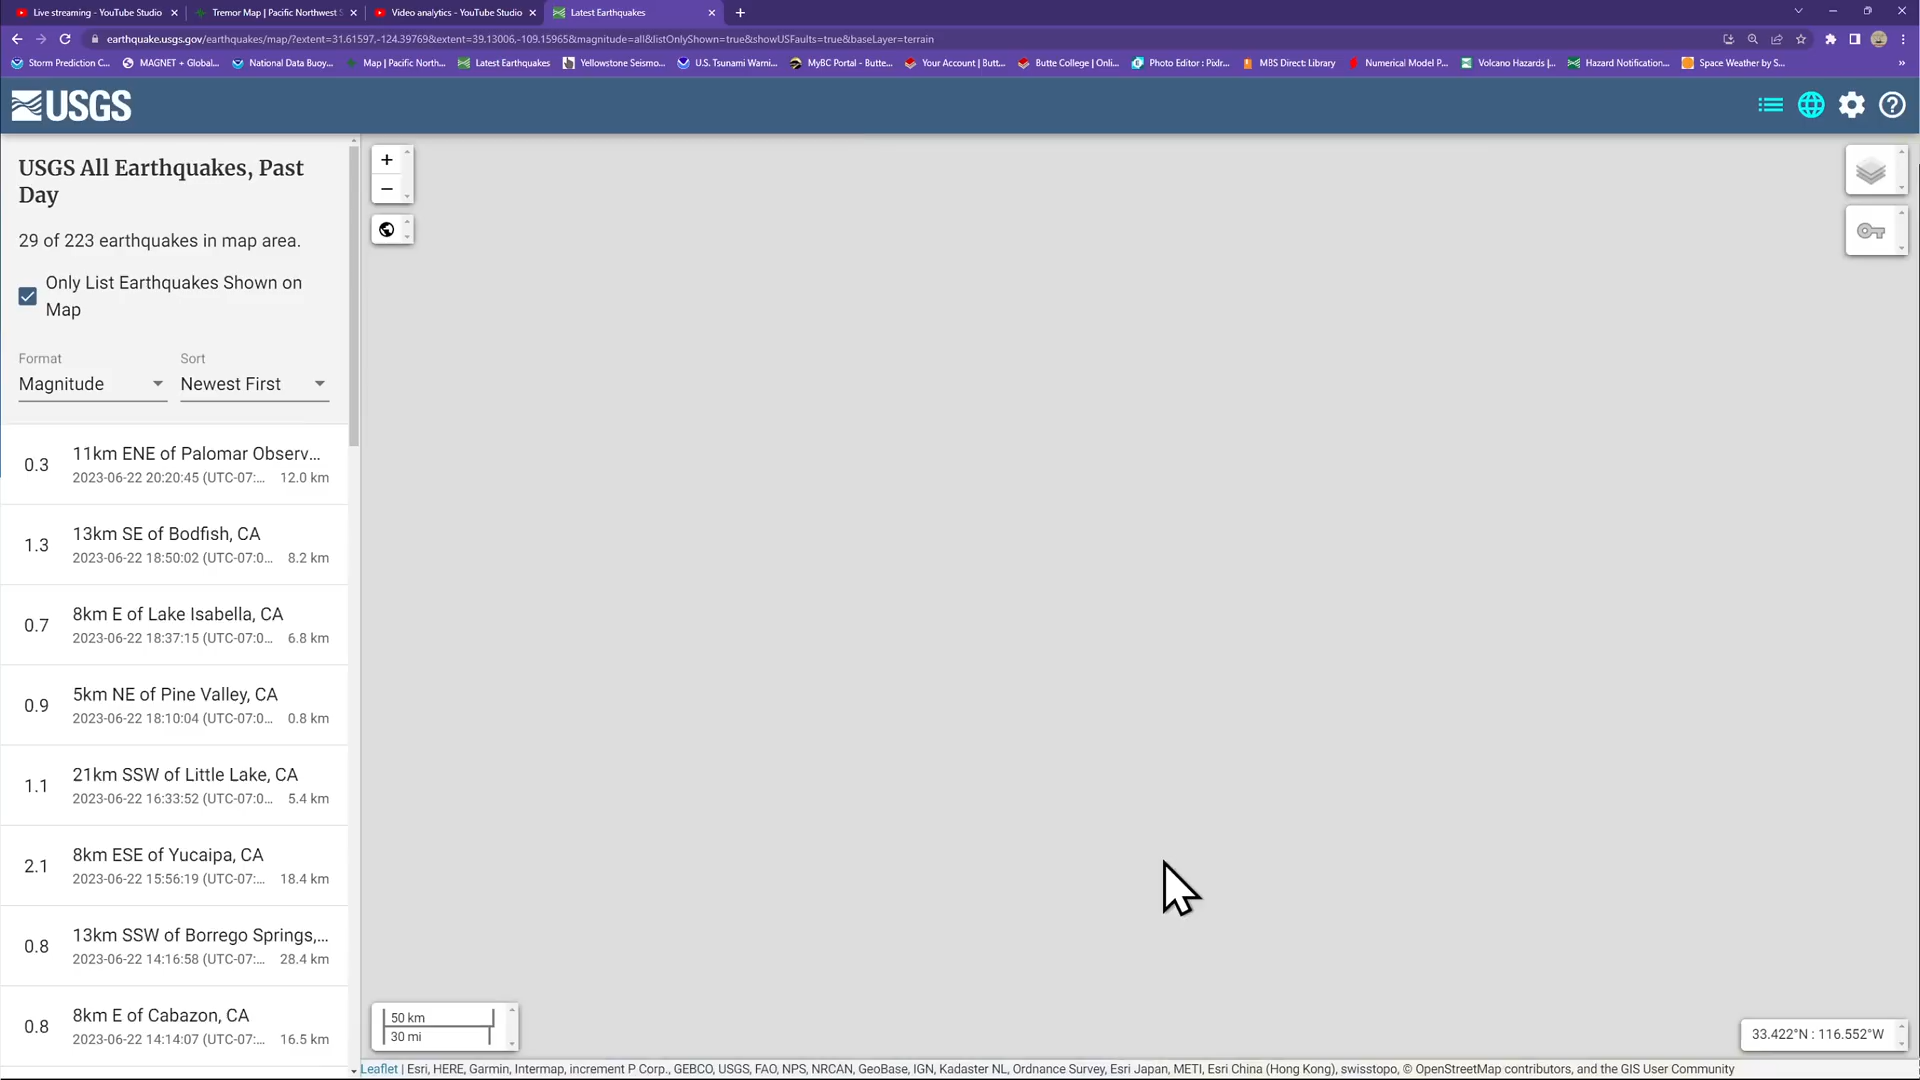 Live streaming - YouTube Studio
Tremor Map | Pacific Northwest S
Video analytics - YouTube Studio
Latest Earthquakes
earthquake.usgs.gov/earthquakes/map/?extent=31.61597,-124.39769&extent=39.13006,-109.15965&magnitude=all&listOnlyShown=true&showUSFaults=true&baseLayer=terrain
Storm Prediction C...
MAGNET + Global...
National Data Buoy...
Map | Pacific North...
Latest Earthquakes
Yellowstone Seismo...
U.S. Tsunami Warni...
MyBC Portal - Butte...
Your Account | Butt...
Butte College | Onli...
Photo Editor : Pixlr...
MBS Direct Library
Numerical Model P...
Volcano Hazards |...
Hazard Notification...
Space Weather by S...
USGS
USGS All Earthquakes, Past
Day
29 of 223 earthquakes in map area.
Only List Earthquakes Shown on
Map
Format
Sort
Magnitude
Newest First
0.3
11km ENE of Palomar Observ...
2023-06-22 20:20:45 (UTC-07:...
12.0 km
1.3
13km SE of Bodfish, CA
2023-06-22 18:50:02 (UTC-07:0...
8.2 km
0.7
8km E of Lake Isabella, CA
2023-06-22 18:37:15 (UTC-07:0...
6.8 km
0.9
5km NE of Pine Valley, CA
2023-06-22 18:10:04 (UTC-07:0...
0.8 km
1.1
21km SSW of Little Lake, CA
2023-06-22 16:33:52 (UTC-07:0...
5.4 km
2.1
8km ESE of Yucaipa, CA
2023-06-22 15:56:19 (UTC-07:...
18.4 km
0.8
13km SSW of Borrego Springs,...
2023-06-22 14:16:58 (UTC-07:...
28.4 km
0.8
8km E of Cabazon, CA
2023-06-22 14:14:07 (UTC-07:...
16.5 km
50 km
30 mi
33.422°N : 116.552°W
Leaflet | Esri, HERE, Garmin, Intermap, increment P Corp., GEBCO, USGS, FAO, NPS, NRCAN, GeoBase, IGN, Kadaster NL, Ordnance Survey, Esri Japan, METI, Esri China (Hong Kong), swisstopo, © OpenStreetMap contributors, and the GIS User Community